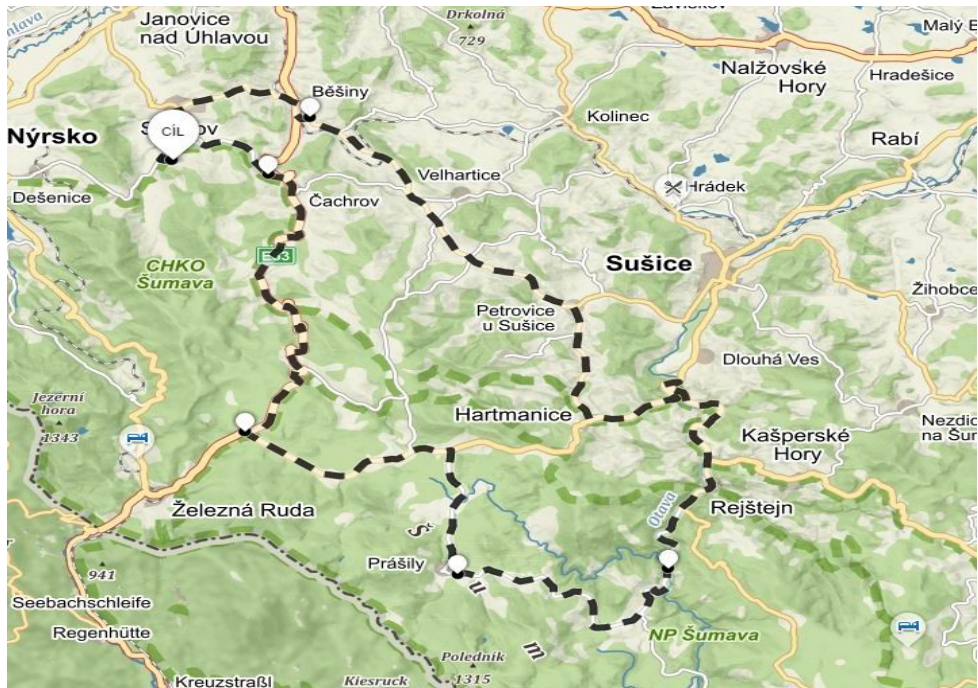 Janovice
nad Úhlavou
Drkolná
729
Nalžovské
Hory
Malý B
Hradešice
Běšiny
Kolinec
Nýrsko
S
CÍL
ov
Rabí
Velhartice
Hrádek
Dešenice
Čachrov
CHKO
Šumava
Sušice
Žihobce
Petrovice
u Sušice
Dlouhá Ves
Jezerní
hora
1343
Hartmanice
Nezdic
na Šum
Kašperské
Hory
Železná Ruda
Otava
Rejštejn
Š
Prášily
u
941
Seebachschleife
NP Šumava
Regenhütte
m
Poledník
1315
Kreuzstraßl
Kiesruck